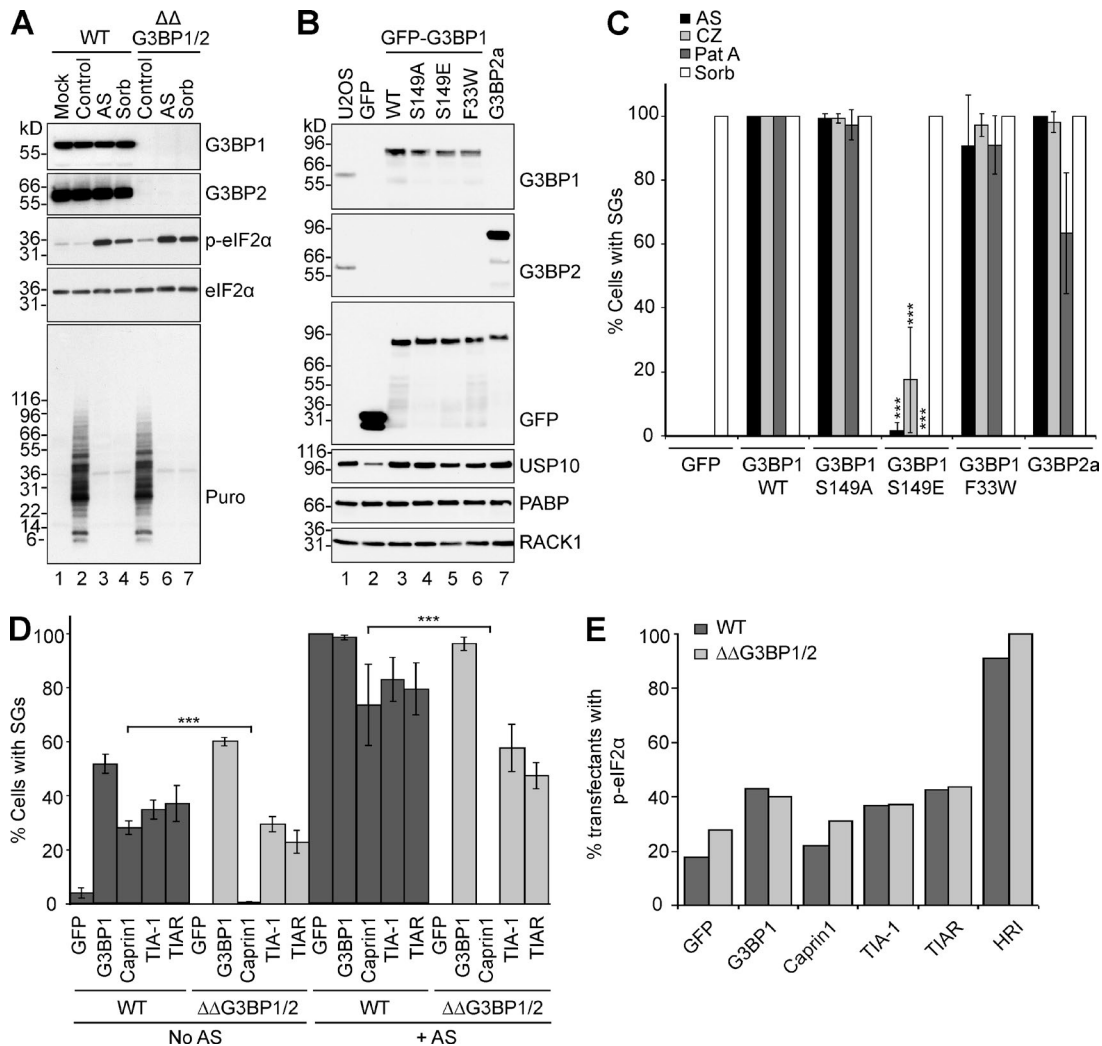 A
WT
ΔΔ
G3BP1/2
Mock
Control
AS
Sorb
Control
AS
Sorb
kD
55-
G3BP1
66-
55-
G3BP2
36-
31-
p-eIF2α
36-
31-
eIF2α
116-
96-
66-
55-
36-
31-
22-
14-
6-
Puro
1 2 3 4 5 6 7
B
GFP-G3BP1
U2OS
GFP
WT
S149A
S149E
F33W
G3BP2a
kD
96-
66-
55-
G3BP1
96-
66-
55-
G3BP2
96-
66-
55-
36-
31-
GFP
116-
96-
USP10
66-
PABP
36-
31-
RACK1
1 2 3 4 5 6 7
C
AS
CZ
Pat A
Sorb
% Cells with SGs
100
80
60
40
20
0
*** *** ***
GFP
G3BP1 WT
G3BP1 S149A
G3BP1 S149E
G3BP1 F33W
G3BP2a
D
% Cells with SGs
100
80
60
40
20
0
***
***
GFP
G3BP1
Caprin1
TIA-1
TIAR
GFP
G3BP1
Caprin1
TIA-1
TIAR
GFP
G3BP1
Caprin1
TIA-1
TIAR
GFP
G3BP1
Caprin1
TIA-1
TIAR
WT ΔΔG3BP1/2 WT ΔΔG3BP1/2
No AS + AS
E
WT
ΔΔG3BP1/2
% transfectants with
p-eIF2α
100
80
60
40
20
0
GFP
G3BP1
Caprin1
TIA-1
TIAR
HRI